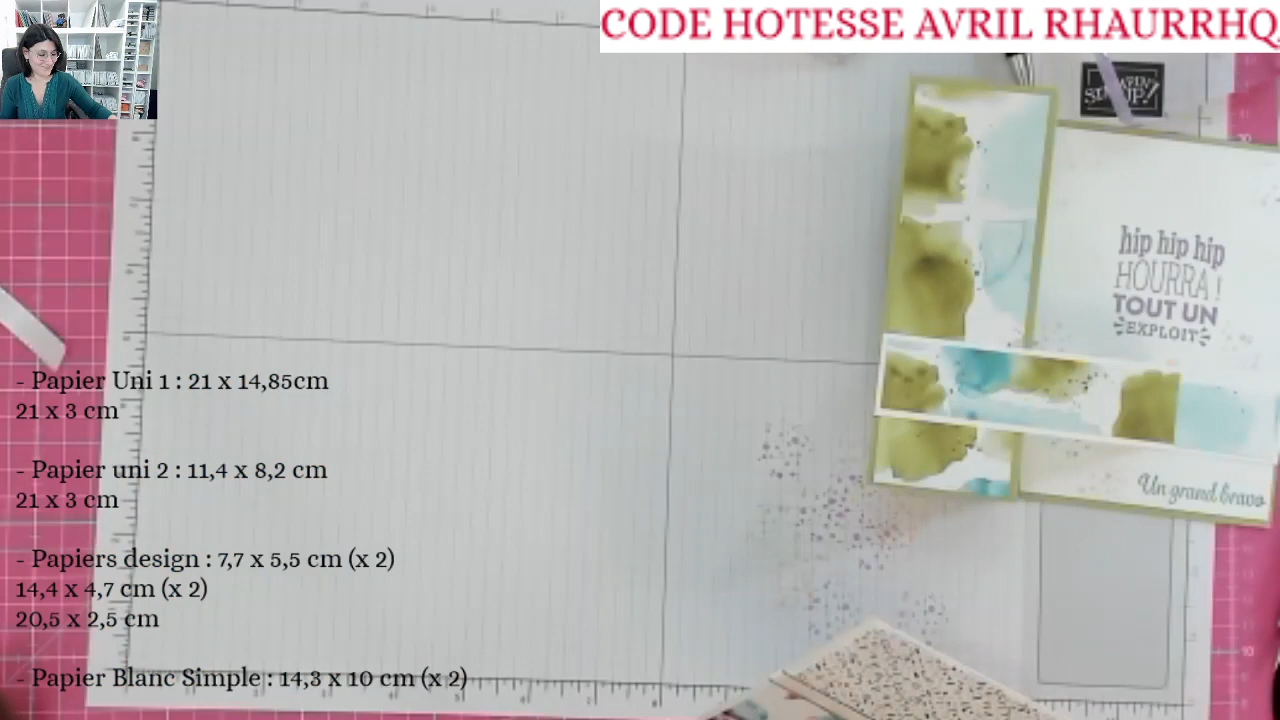 CODE HOTESSE AVRIL RHAURRHQ
STAMPIN'
UP!
hip hip hip
HOURRA !
TOUT UN
EXPLOIT
Un grand bravo
- Papier Uni 1 : 21 x 14,85cm
21 x 3 cm
- Papier uni 2 : 11,4 x 8,2 cm
21 x 3 cm
- Papiers design : 7,7 x 5,5 cm (x 2)
14,4 x 4,7 cm (x 2)
20,5 x 2,5 cm
- Papier Blanc Simple : 14,3 x 10 cm (x 2)